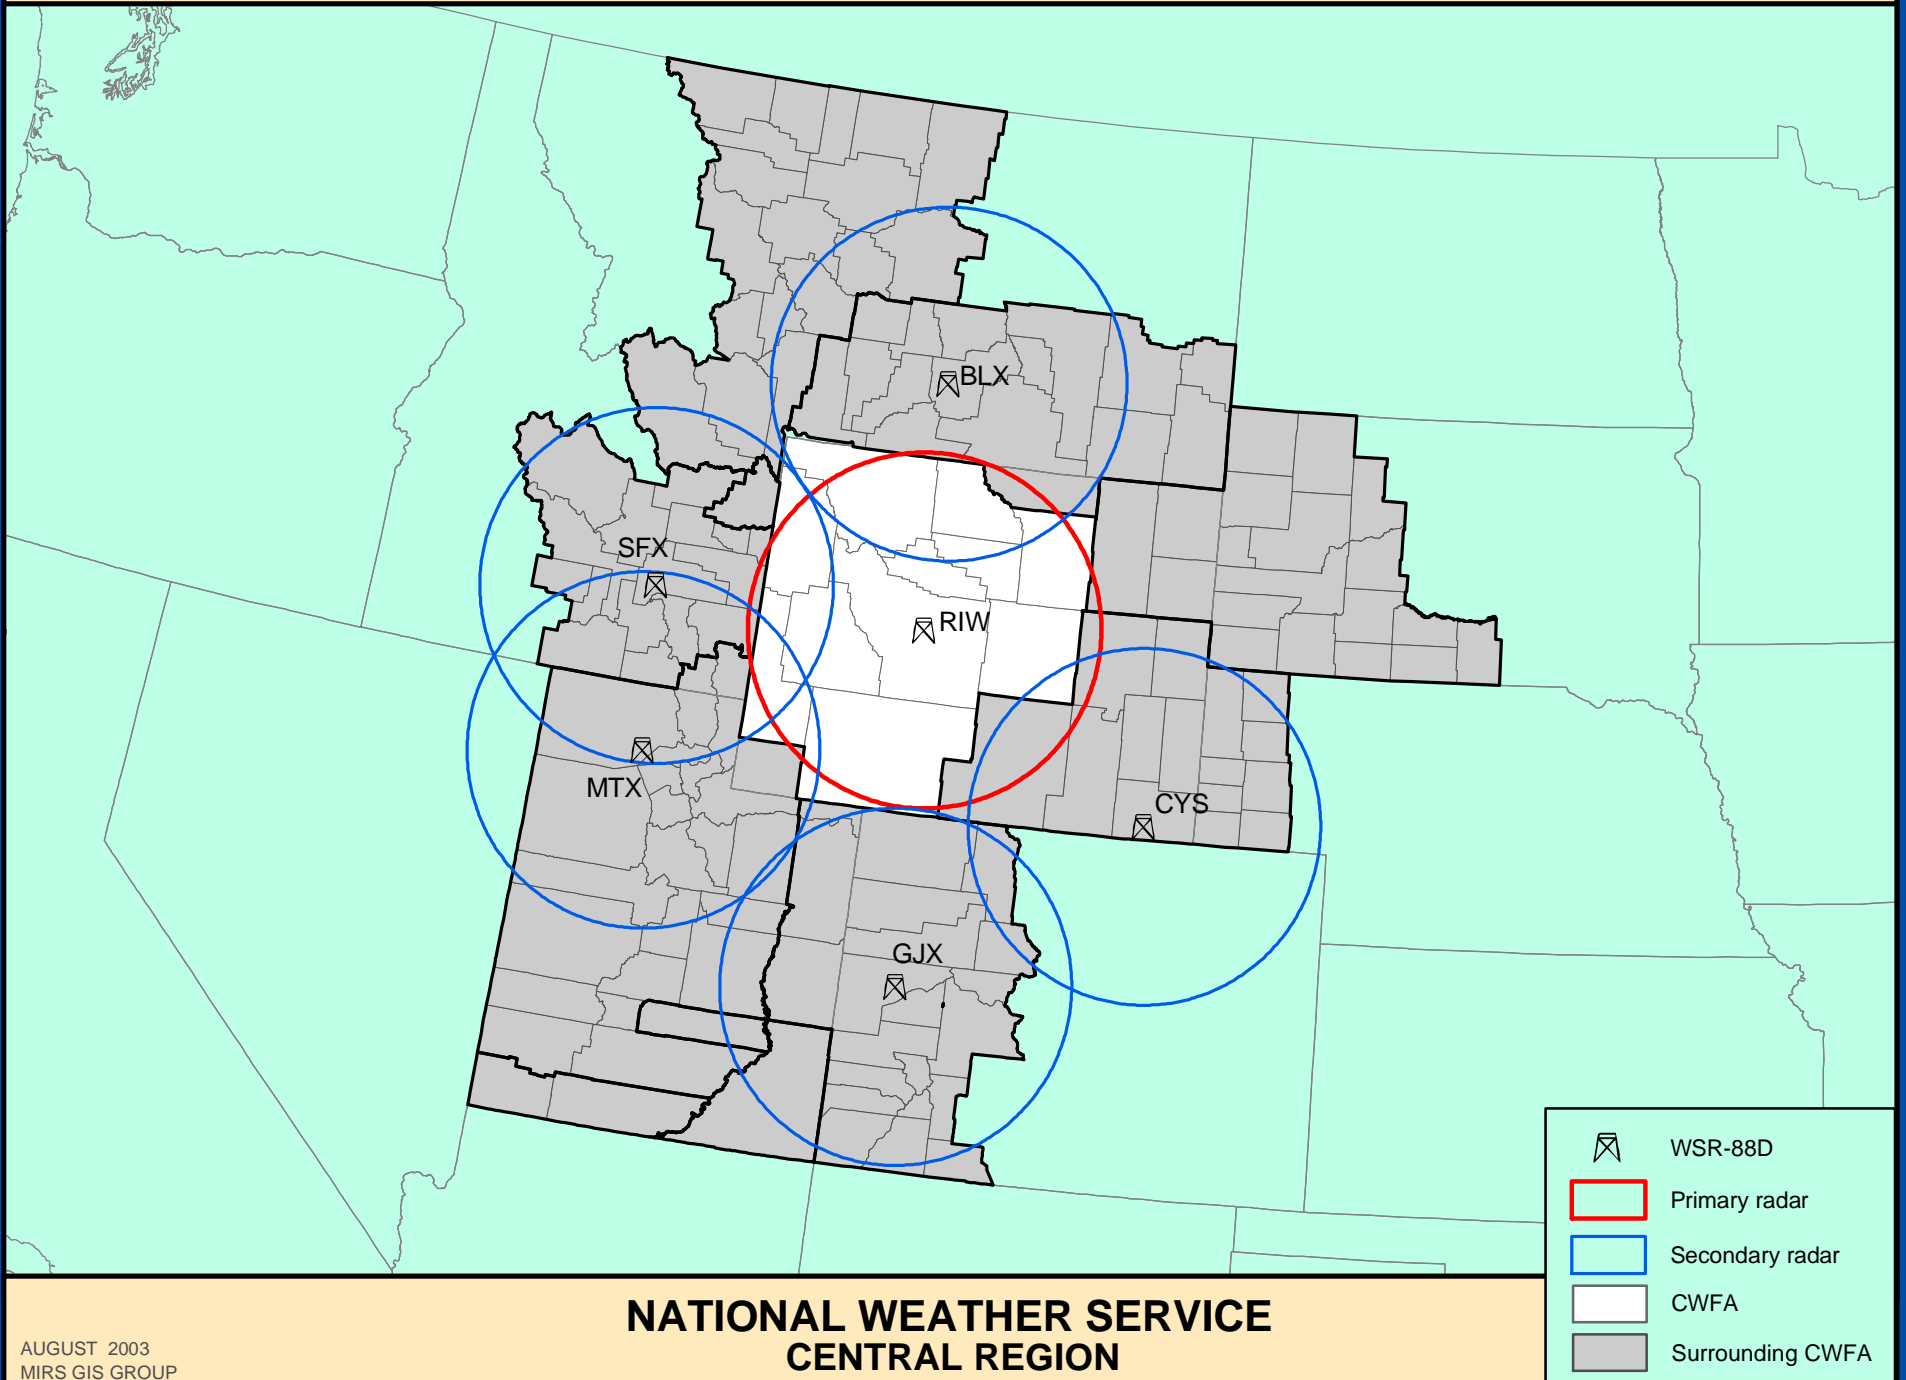 BLX
SFX
RIW
MTX
CYS
GJX
WSR-88D
Primary radar
Secondary radar
CWFA
Surrounding CWFA
NATIONAL WEATHER SERVICE
CENTRAL REGION
AUGUST 2003
MIRS GIS GROUP